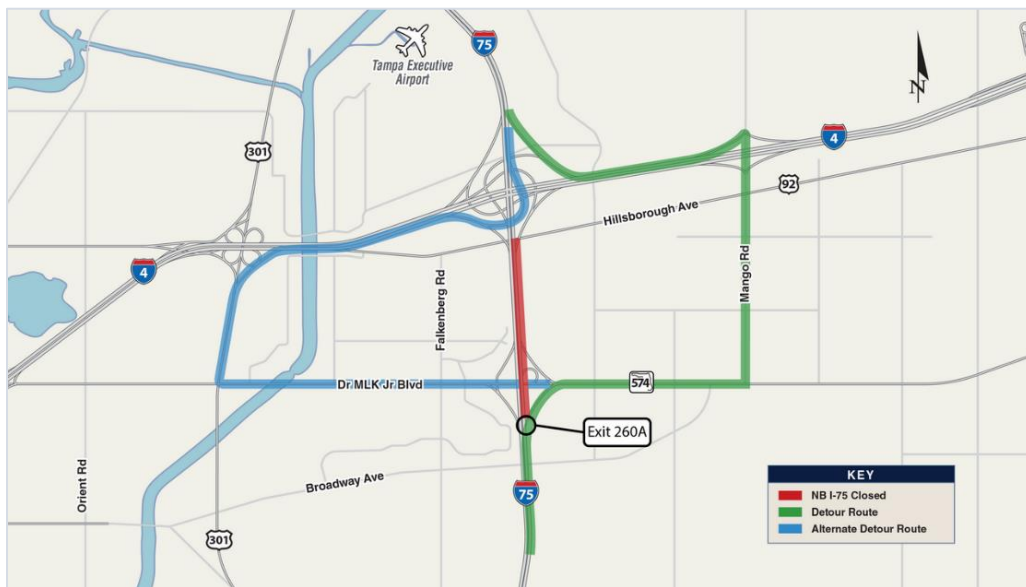 75
Tampa Executive
Airport
N
301
4
92
Hillsborough Ave
4
Falkenberg Rd
Mango Rd
Dr MLK Jr Blvd
574
Exit 260A
Orient Rd
Broadway Ave
75
301
KEY
NB I-75 Closed
Detour Route
Alternate Detour Route